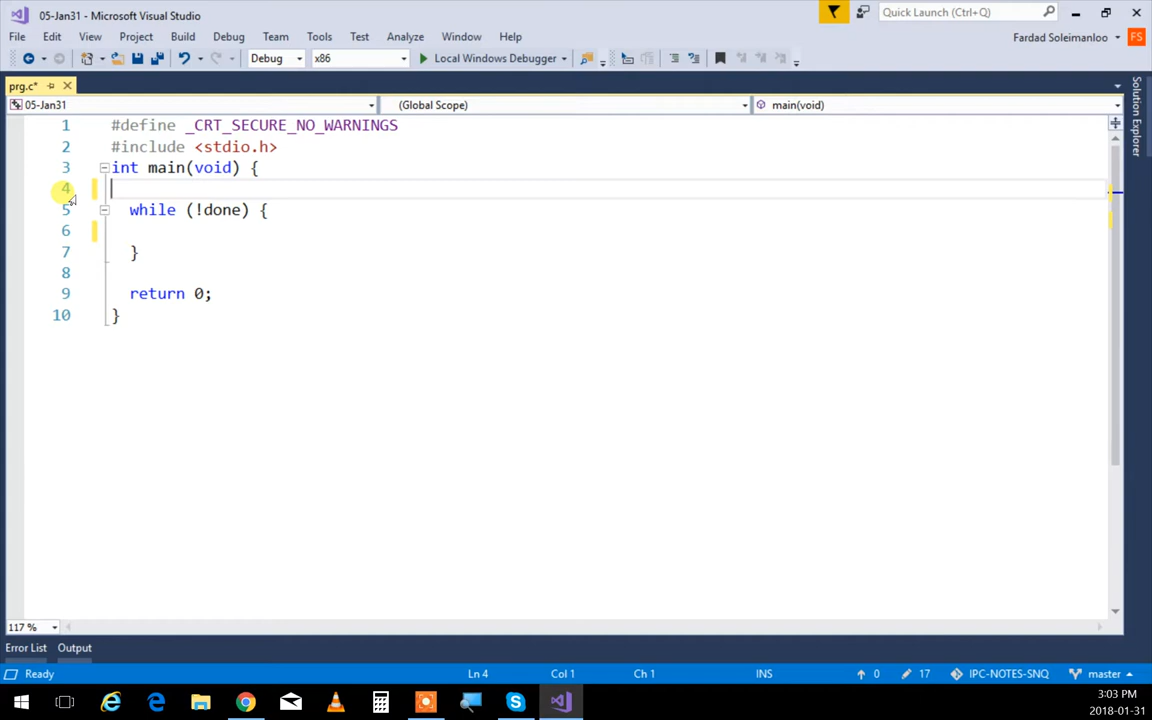 05-Jan31 - Microsoft Visual Studio
Quick Launch (Ctrl+Q)
File Edit View Project Build Debug Team Tools Test Analyze Window Help
Fardad Soleimanloo FS
Debug x86 Local Windows Debugger
prg.c*
05-Jan31 (Global Scope) main(void)
1 #define _CRT_SECURE_NO_WARNINGS
2 #include <stdio.h>
3 int main(void) {
4
5 while (!done) {
6
7 }
8
9 return 0;
10 }
Solution Explorer
117 %
Error List Output
Ready Ln 4 Col 1 Ch 1 INS 0 17 IPC-NOTES-SNQ master
3:03 PM
2018-01-31